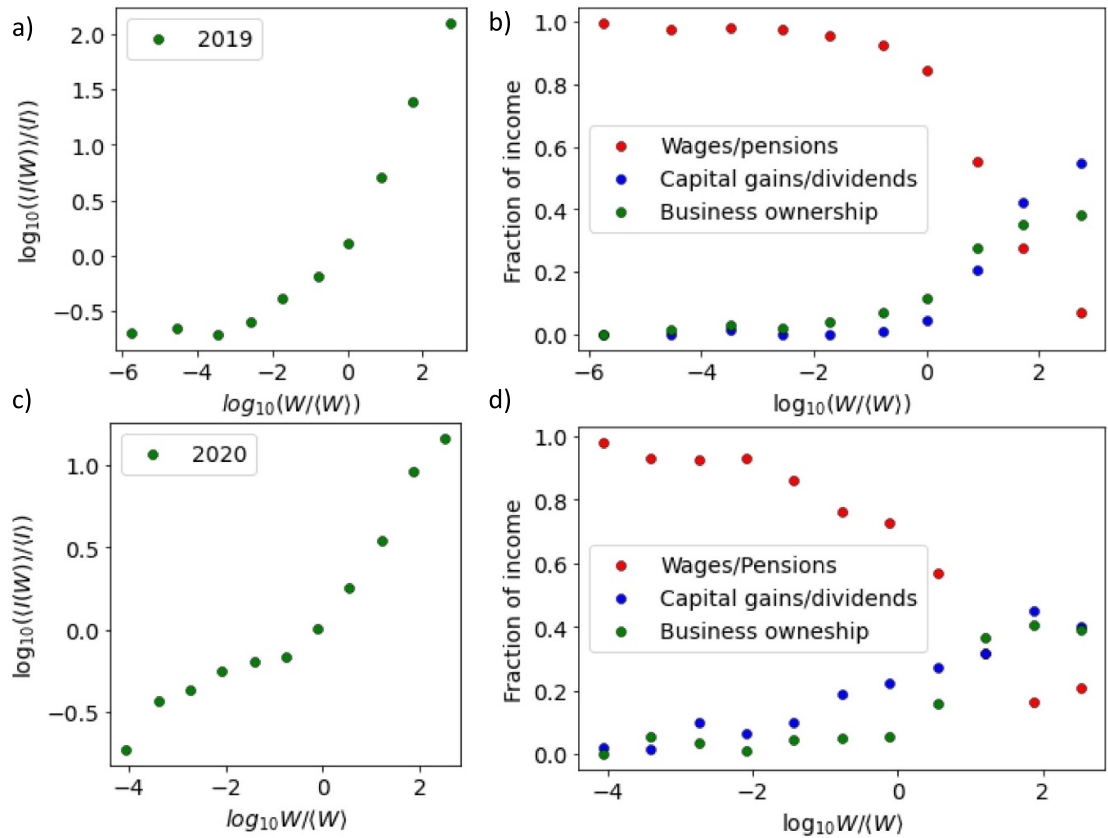 a)
2019
log₁₀(⟨I(W)⟩/⟨I⟩)
2.0
1.5
1.0
0.5
0.0
−0.5
−6 −4 −2 0 2
log₁₀(W/⟨W⟩)
b)
Fraction of income
1.0
0.8
0.6
0.4
0.2
0.0
Wages/pensions
Capital gains/dividends
Business ownership
−6 −4 −2 0 2
log₁₀(W/⟨W⟩)
c)
2020
log₁₀(⟨I(W)⟩/⟨I⟩)
1.0
0.5
0.0
−0.5
−4 −2 0 2
log₁₀W/⟨W⟩
d)
Fraction of income
1.0
0.8
0.6
0.4
0.2
0.0
Wages/Pensions
Capital gains/dividends
Business owneship
−4 −2 0 2
log₁₀W/⟨W⟩